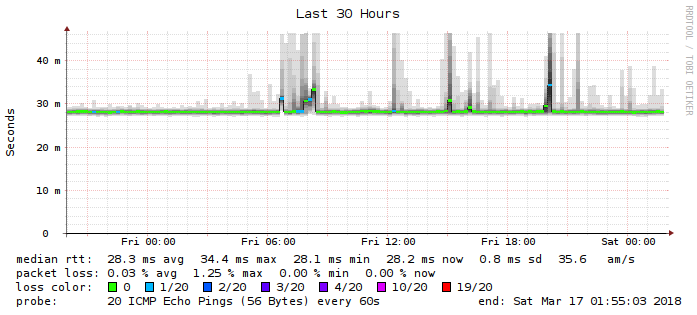 Last 30 Hours
RRDTOOL / TOBI OETIKER
Seconds
40 m
30 m
20 m
10 m
0
Fri 00:00 Fri 06:00 Fri 12:00 Fri 18:00 Sat 00:00
median rtt: 28.3 ms avg 34.4 ms max 28.1 ms min 28.2 ms now 0.8 ms sd 35.6 am/s
packet loss: 0.03 % avg 1.25 % max 0.00 % min 0.00 % now
loss color: 0 1/20 2/20 3/20 4/20 10/20 19/20
probe: 20 ICMP Echo Pings (56 Bytes) every 60s end: Sat Mar 17 01:55:03 2018